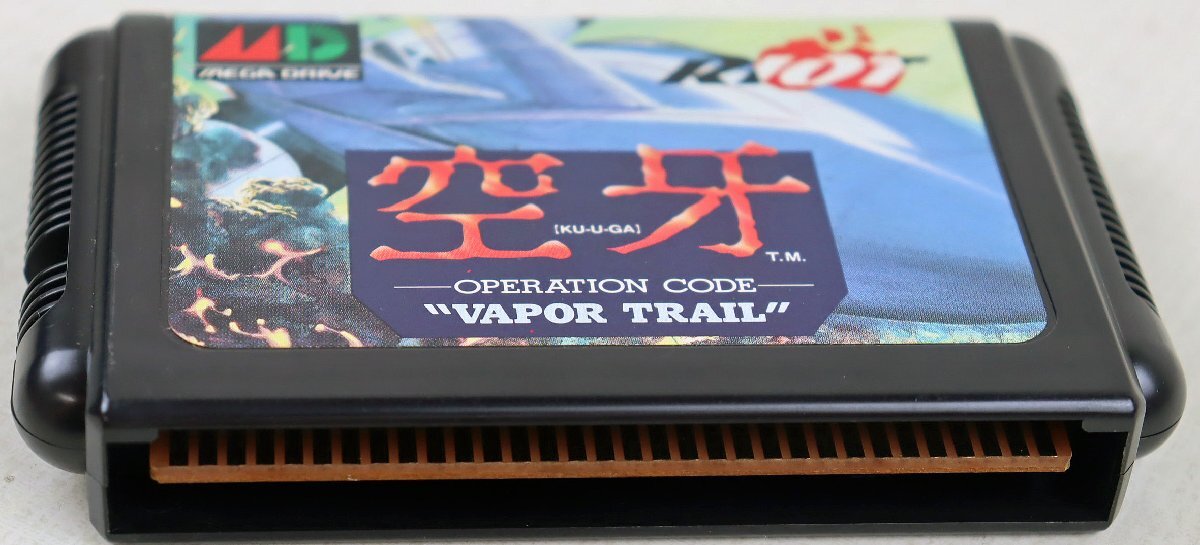 MD
MEGA DRIVE
RIOT
空牙
[KU-U-GA]
T.M.
OPERATION CODE
"VAPOR TRAIL"